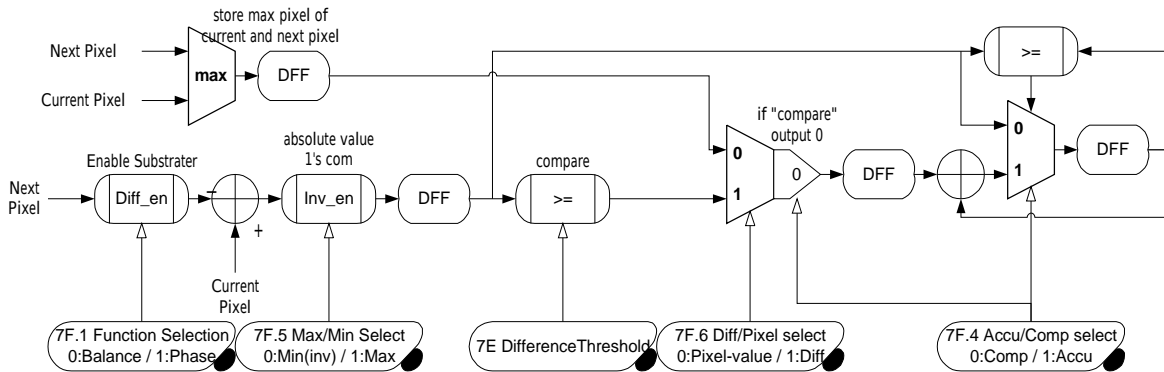 store max pixel of
current and next pixel
Next Pixel
max
DFF
>=
Current Pixel
if "compare"
output 0
0
1
DFF
absolute value
1's com
Enable Substrater
compare
0
1
0
DFF
Next
Pixel
Diff_en
−
+
Inv_en
DFF
>=
Current
Pixel
7F.1 Function Selection
0:Balance / 1:Phase
7F.5 Max/Min Select
0:Min(inv) / 1:Max
7E DifferenceThreshold
7F.6 Diff/Pixel select
0:Pixel-value / 1:Diff
7F.4 Accu/Comp select
0:Comp / 1:Accu